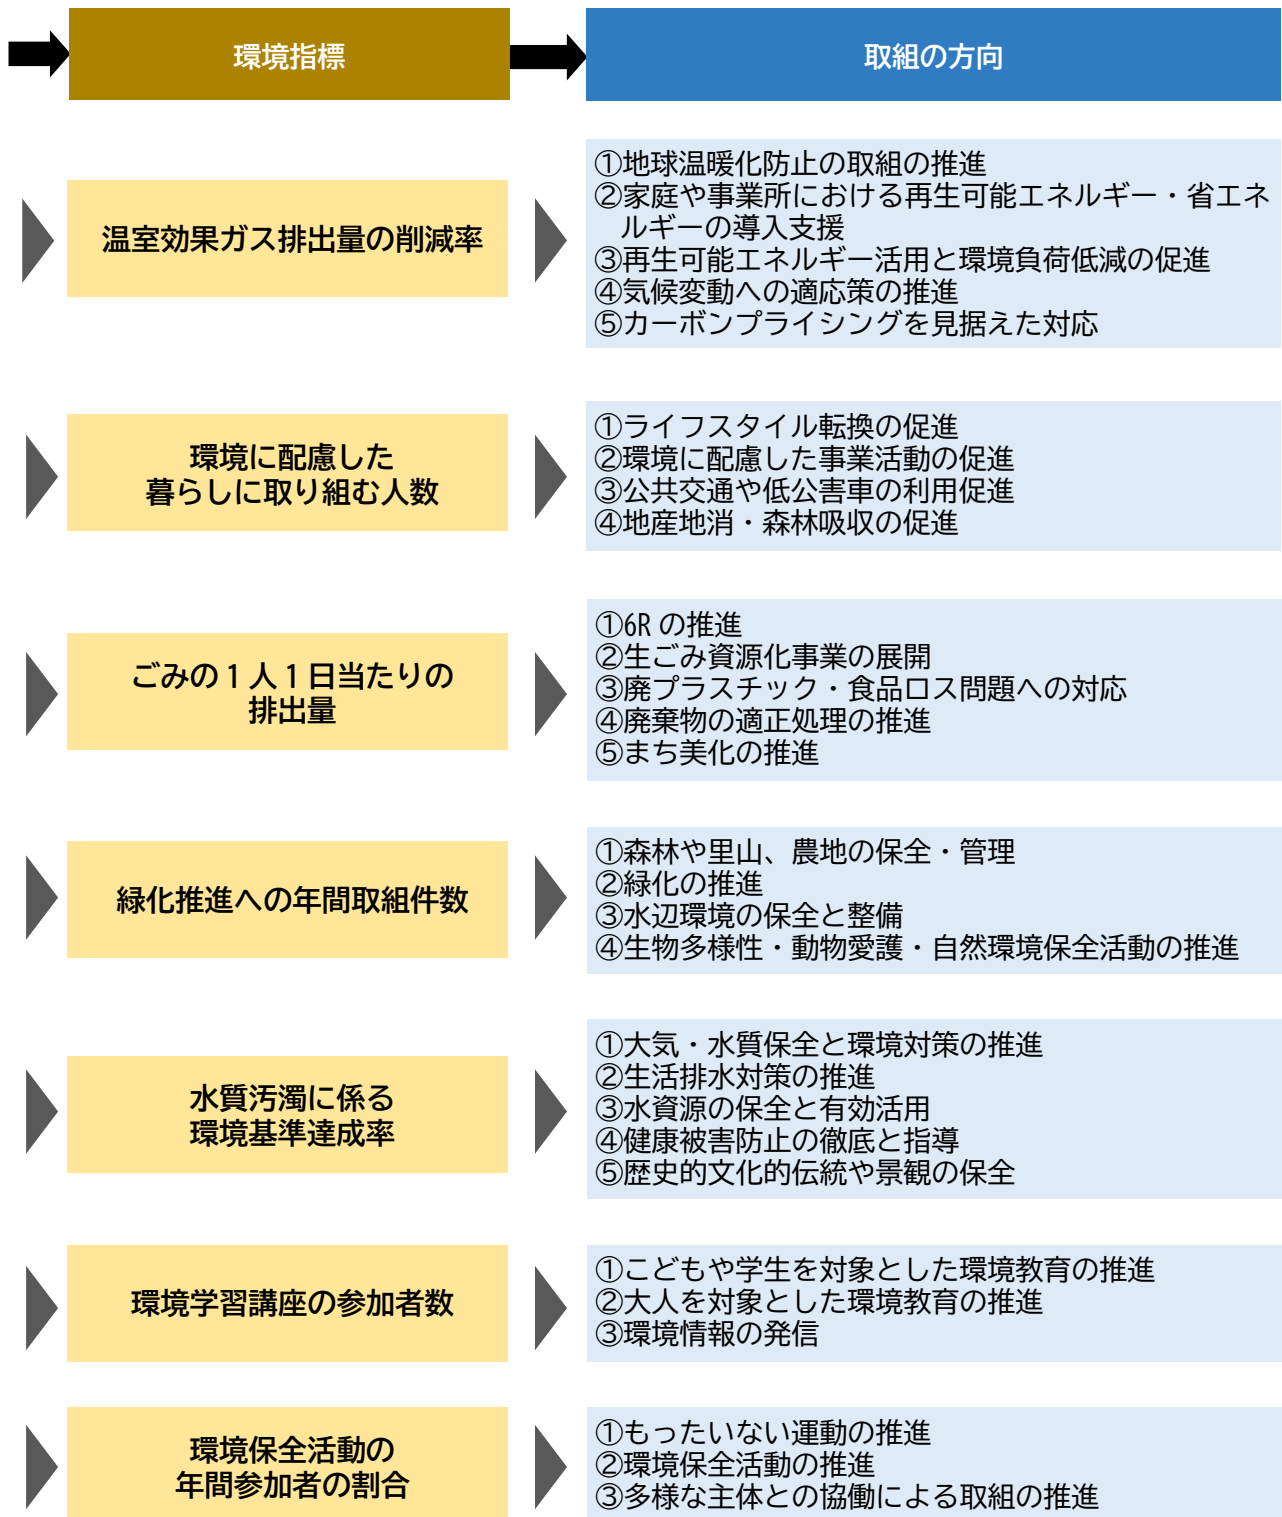 環境指標
取組の方向
温室効果ガス排出量の削減率
①地球温暖化防止の取組の推進
②家庭や事業所における再生可能エネルギー・省エネ
ルギーの導入支援
③再生可能エネルギー活用と環境負荷低減の促進
④気候変動への適応策の推進
⑤カーボンプライシングを見据えた対応
環境に配慮した
暮らしに取り組む人数
①ライフスタイル転換の促進
②環境に配慮した事業活動の促進
③公共交通や低公害車の利用促進
④地産地消・森林吸収の促進
ごみの1人1日当たりの
排出量
①6Rの推進
②生ごみ資源化事業の展開
③廃プラスチック・食品ロス問題への対応
④廃棄物の適正処理の推進
⑤まち美化の推進
緑化推進への年間取組件数
①森林や里山、農地の保全・管理
②緑化の推進
③水辺環境の保全と整備
④生物多様性・動物愛護・自然環境保全活動の推進
水質汚濁に係る
環境基準達成率
①大気・水質保全と環境対策の推進
②生活排水対策の推進
③水資源の保全と有効活用
④健康被害防止の徹底と指導
⑤歴史的文化的伝統や景観の保全
環境学習講座の参加者数
①こどもや学生を対象とした環境教育の推進
②大人を対象とした環境教育の推進
③環境情報の発信
環境保全活動の
年間参加者の割合
①もったいない運動の推進
②環境保全活動の推進
③多様な主体との協働による取組の推進